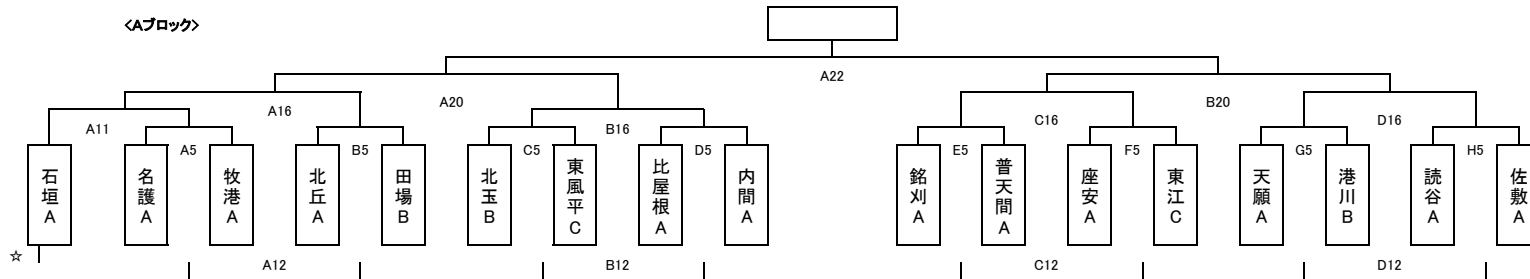 <Aブロック>
A22
A16
A20
B20
A11
B16
C16
D16
A5
B5
C5
D5
E5
F5
G5
H5
石垣A
名護A
牧港A
北丘A
田場B
北玉B
東風平C
比屋根A
内間A
銘苅A
普天間A
座安A
東江C
天願A
港川B
読谷A
佐敷A
☆
A12
B12
C12
D12